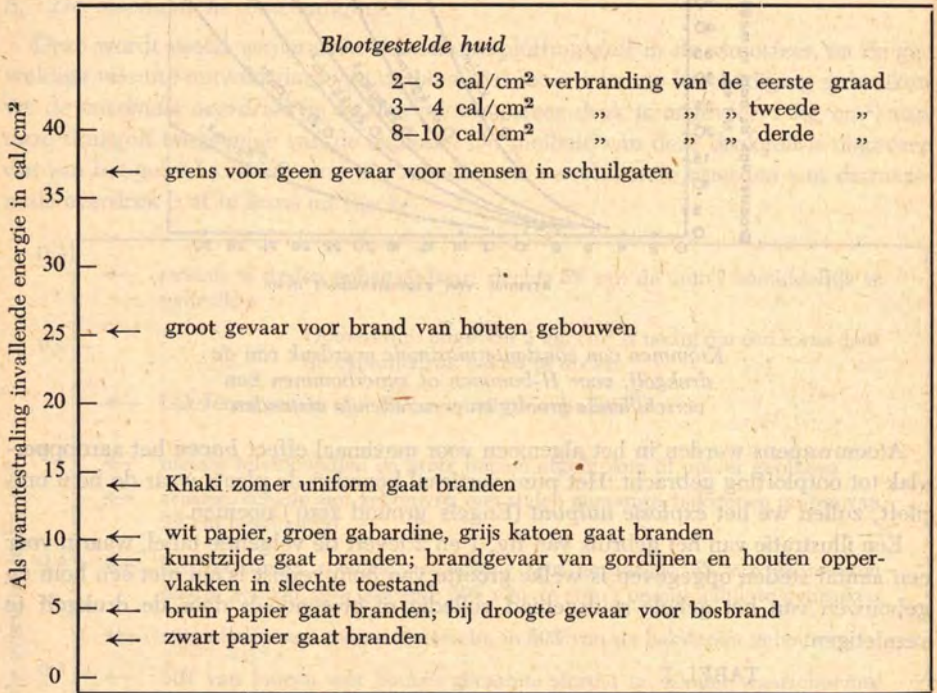 Als warmtestraling invallende energie in cal/cm²
Blootgestelde huid
2– 3 cal/cm² verbranding van de eerste graad
3– 4 cal/cm² „ „ „ tweede „
8–10 cal/cm² „ „ „ derde „
40
← grens voor geen gevaar voor mensen in schuilgaten
35
30
25 ← groot gevaar voor brand van houten gebouwen
20
15
← Khaki zomer uniform gaat branden
10 ← wit papier, groen gabardine, grijs katoen gaat branden
← kunstzijde gaat branden; brandgevaar van gordijnen en houten opper-
vlakken in slechte toestand
5 ← bruin papier gaat branden; bij droogte gevaar voor bosbrand
← zwart papier gaat branden
0